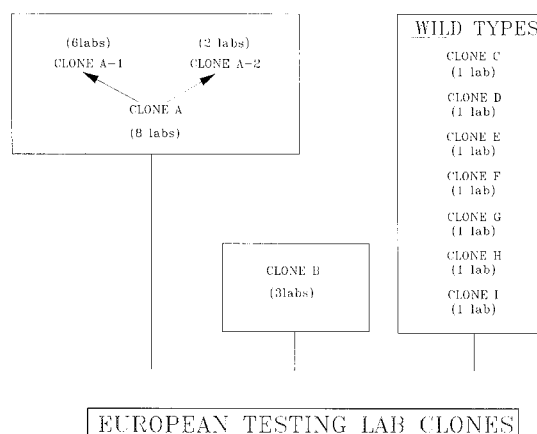 (6labs)
CLONE A-1
(2 labs)
CLONE A-2
CLONE A
(8 labs)
CLONE B
(3labs)
WILD TYPES
CLONE C
(1 lab)
CLONE D
(1 lab)
CLONE E
(1 lab)
CLONE F
(1 lab)
CLONE G
(1 lab)
CLONE H
(1 lab)
CLONE I
(1 lab)
EUROPEAN TESTING LAB CLONES